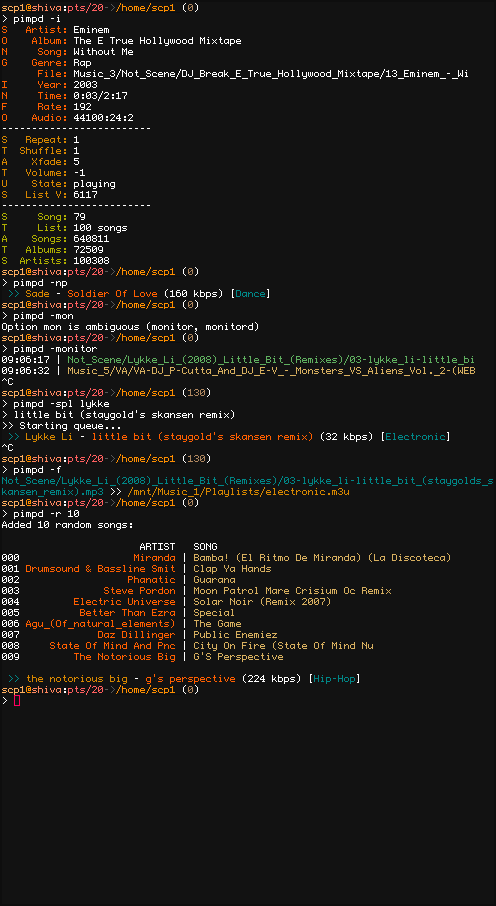 scp1@shiva:pts/20->/home/scp1 (0)
> pimpd -i
S   Artist: Eminem
O    Album: The E True Hollywood Mixtape
N     Song: Without Me
G    Genre: Rap
      File: Music_3/Not_Scene/DJ_Break_E_True_Hollywood_Mixtape/13_Eminem_-_Wi
I     Year: 2003
N     Time: 0:03/2:17
F     Rate: 192
O    Audio: 44100:24:2
-------------------------
S   Repeat: 1
T  Shuffle: 1
A    Xfade: 5
T   Volume: -1
U    State: playing
S   List V: 6117
-------------------------
S     Song: 79
T     List: 100 songs
A    Songs: 640811
T   Albums: 72509
S  Artists: 100308
scp1@shiva:pts/20->/home/scp1 (0)
> pimpd -np
 >> Sade - Soldier Of Love (160 kbps) [Dance]
scp1@shiva:pts/20->/home/scp1 (0)
> pimpd -mon
Option mon is ambiguous (monitor, monitord)
scp1@shiva:pts/20->/home/scp1 (0)
> pimpd -monitor
09:06:17 | Not_Scene/Lykke_Li_(2008)_Little_Bit_(Remixes)/03-lykke_li-little_bi
09:06:32 | Music_5/VA/VA-DJ_P-Cutta_And_DJ_E-V_-_Monsters_VS_Aliens_Vol._2-(WEB
^C
scp1@shiva:pts/20->/home/scp1 (130)
> pimpd -spl lykke
> little bit (staygold's skansen remix)
>> Starting queue...
 >> Lykke Li - little bit (staygold's skansen remix) (32 kbps) [Electronic]
^C
scp1@shiva:pts/20->/home/scp1 (130)
> pimpd -f
Not_Scene/Lykke_Li_(2008)_Little_Bit_(Remixes)/03-lykke_li-little_bit_(staygolds_s
kansen_remix).mp3 >> /mnt/Music_1/Playlists/electronic.m3u
scp1@shiva:pts/20->/home/scp1 (0)
> pimpd -r 10
Added 10 random songs:
                      ARTIST | SONG
000                  Miranda | Bamba! (El Ritmo De Miranda) (La Discoteca)
001 Drumsound & Bassline Smit | Clap Ya Hands
002                 Phanatic | Guarana
003             Steve Pordon | Moon Patrol Mare Crisium Oc Remix
004        Electric Universe | Solar Noir (Remix 2007)
005         Better Than Ezra | Special
006 Agu_(Of_natural_elements) | The Game
007            Daz Dillinger | Public Enemiez
008    State Of Mind And Pnc | City On Fire (State Of Mind Nu
009        The Notorious Big | G'S Perspective
 >> the notorious big - g's perspective (224 kbps) [Hip-Hop]
scp1@shiva:pts/20->/home/scp1 (0)
>